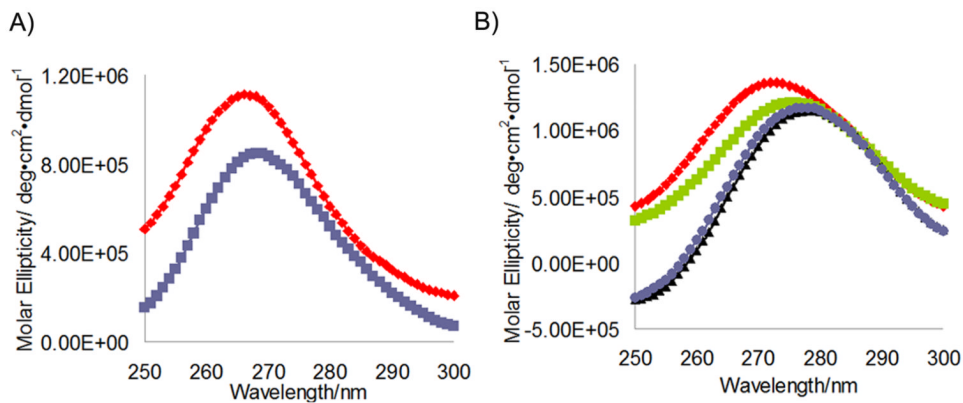 A)
Molar Ellipticity/ deg•cm²•dmol⁻¹
1.20E+06
8.00E+05
4.00E+05
0.00E+00
250 260 270 280 290 300
Wavelength/nm
B)
Molar Ellipticity/ deg•cm²•dmol⁻¹
1.50E+06
1.00E+06
5.00E+05
0.00E+00
-5.00E+05
250 260 270 280 290 300
Wavelength/nm